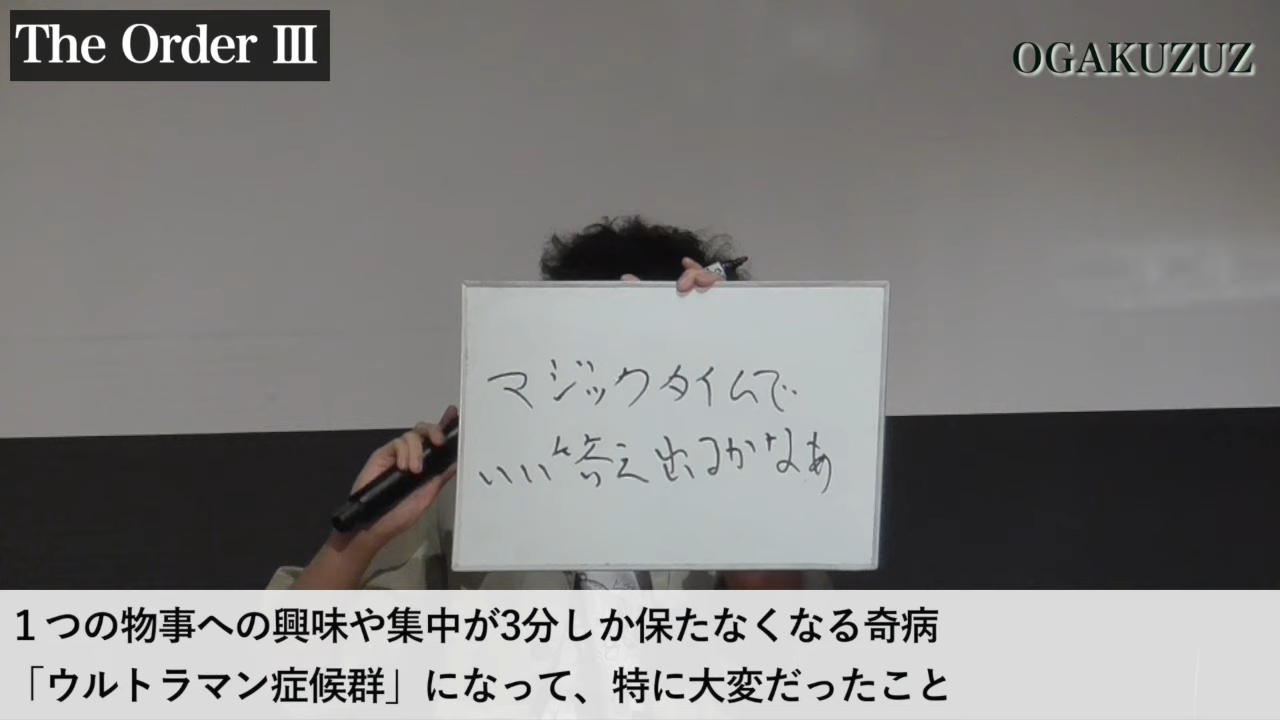 The Order Ⅲ
OGAKUZUZ
マジックタイムで
いい答え出るかなあ
１つの物事への興味や集中が3分しか保たなくなる奇病
「ウルトラマン症候群」になって、特に大変だったこと